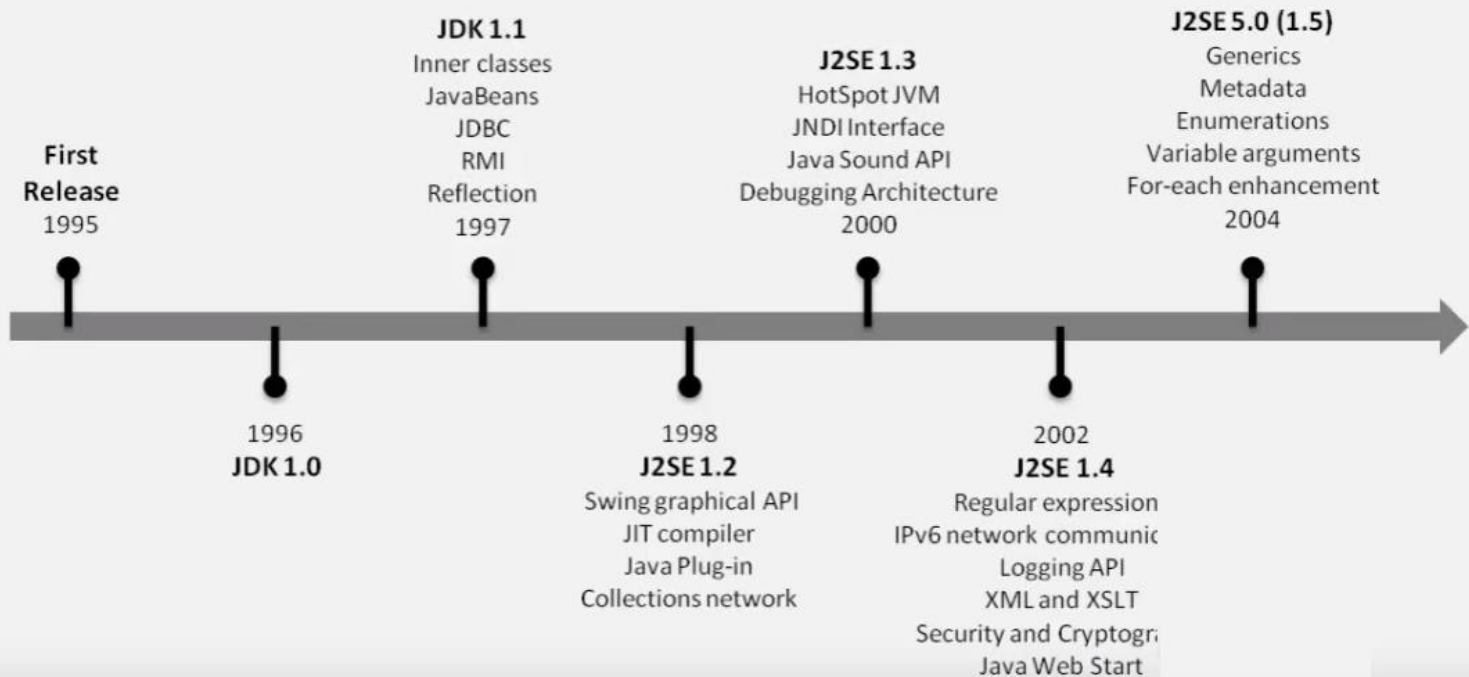 First
Release
1995
JDK 1.1
Inner classes
JavaBeans
JDBC
RMI
Reflection
1997
J2SE 1.3
HotSpot JVM
JNDI Interface
Java Sound API
Debugging Architecture
2000
J2SE 5.0 (1.5)
Generics
Metadata
Enumerations
Variable arguments
For-each enhancement
2004
1996
JDK 1.0
1998
J2SE 1.2
Swing graphical API
JIT compiler
Java Plug-in
Collections network
2002
J2SE 1.4
Regular expression
IPv6 network
Logging API
XML and XSLT
Security and
Java Web Start